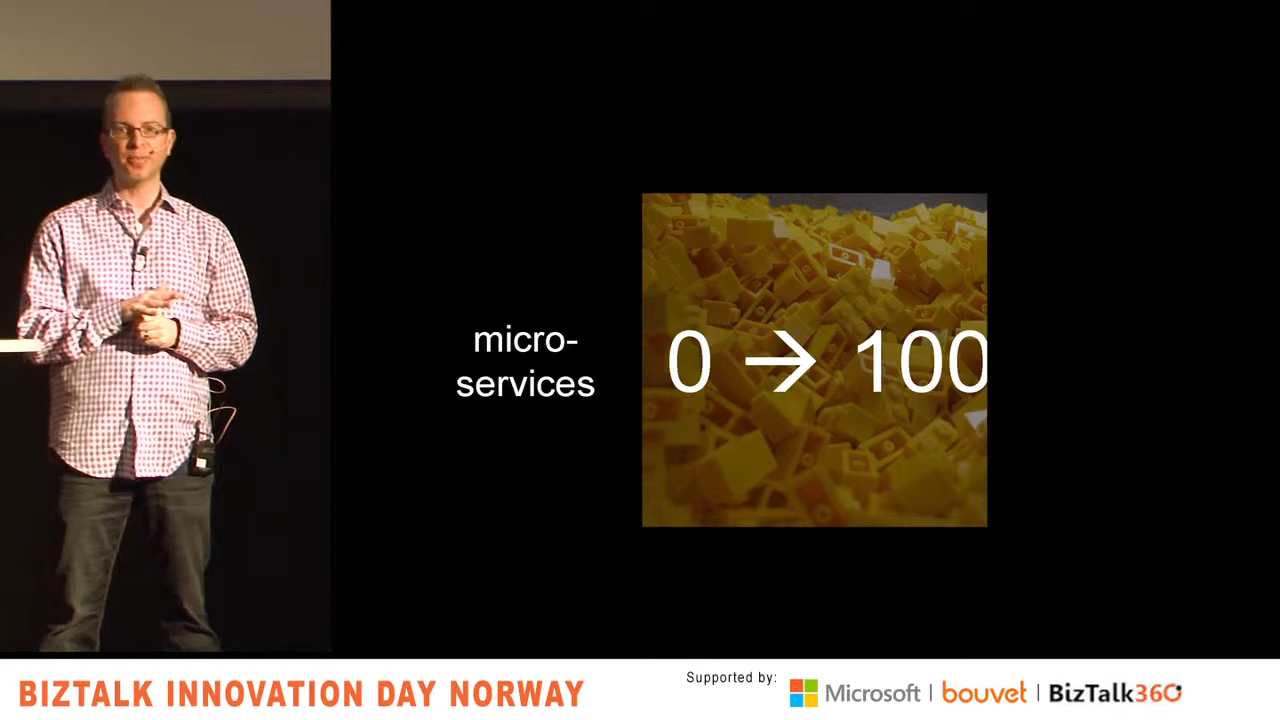 micro-
services
0 → 100
BIZTALK INNOVATION DAY NORWAY
Supported by:
Microsoft | bouvet | BizTalk360